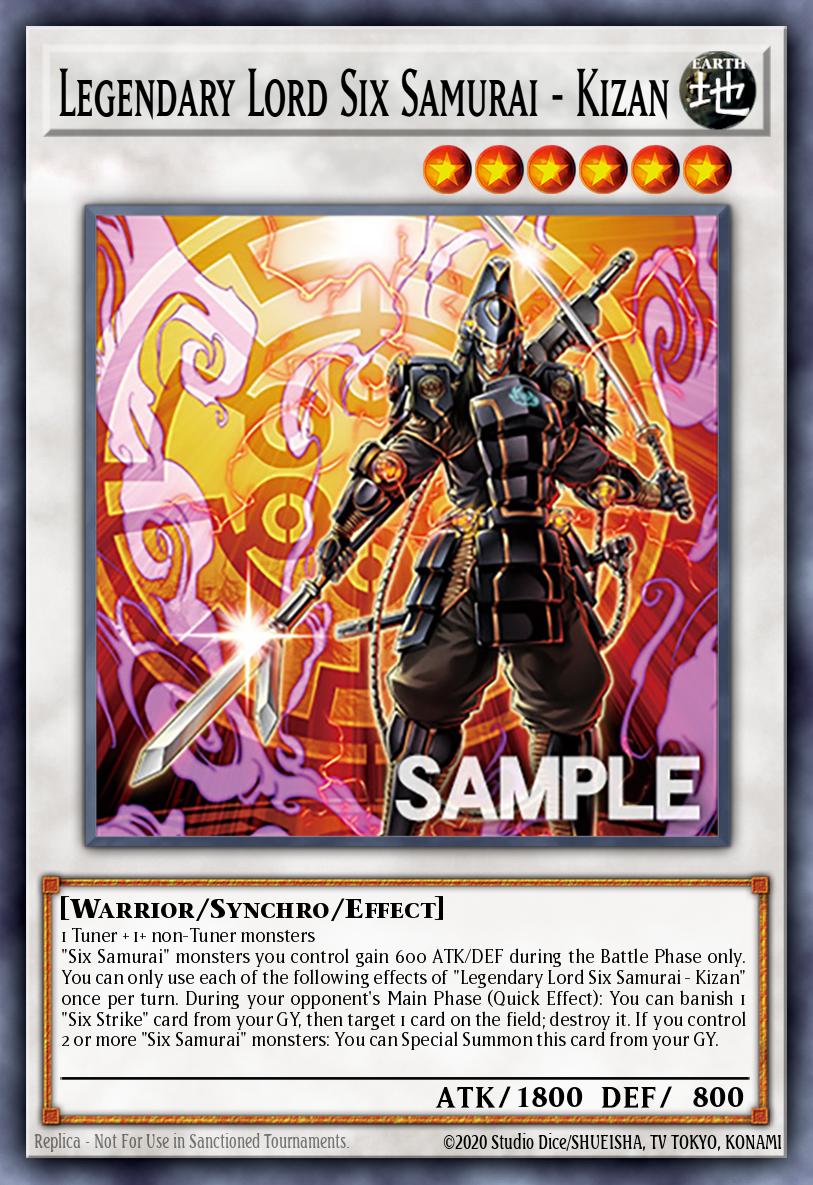 Legendary Lord Six Samurai - Kizan
EARTH
地
SAMPLE
[Warrior/Synchro/Effect]
1 Tuner + 1+ non-Tuner monsters
"Six Samurai" monsters you control gain 600 ATK/DEF during the Battle Phase only.
You can only use each of the following effects of "Legendary Lord Six Samurai - Kizan"
once per turn. During your opponent's Main Phase (Quick Effect): You can banish 1
"Six Strike" card from your GY, then target 1 card on the field; destroy it. If you control
2 or more "Six Samurai" monsters: You can Special Summon this card from your GY.
ATK/1800 DEF/ 800
Replica - Not For Use in Sanctioned Tournaments.
©2020 Studio Dice/SHUEISHA, TV TOKYO, KONAMI